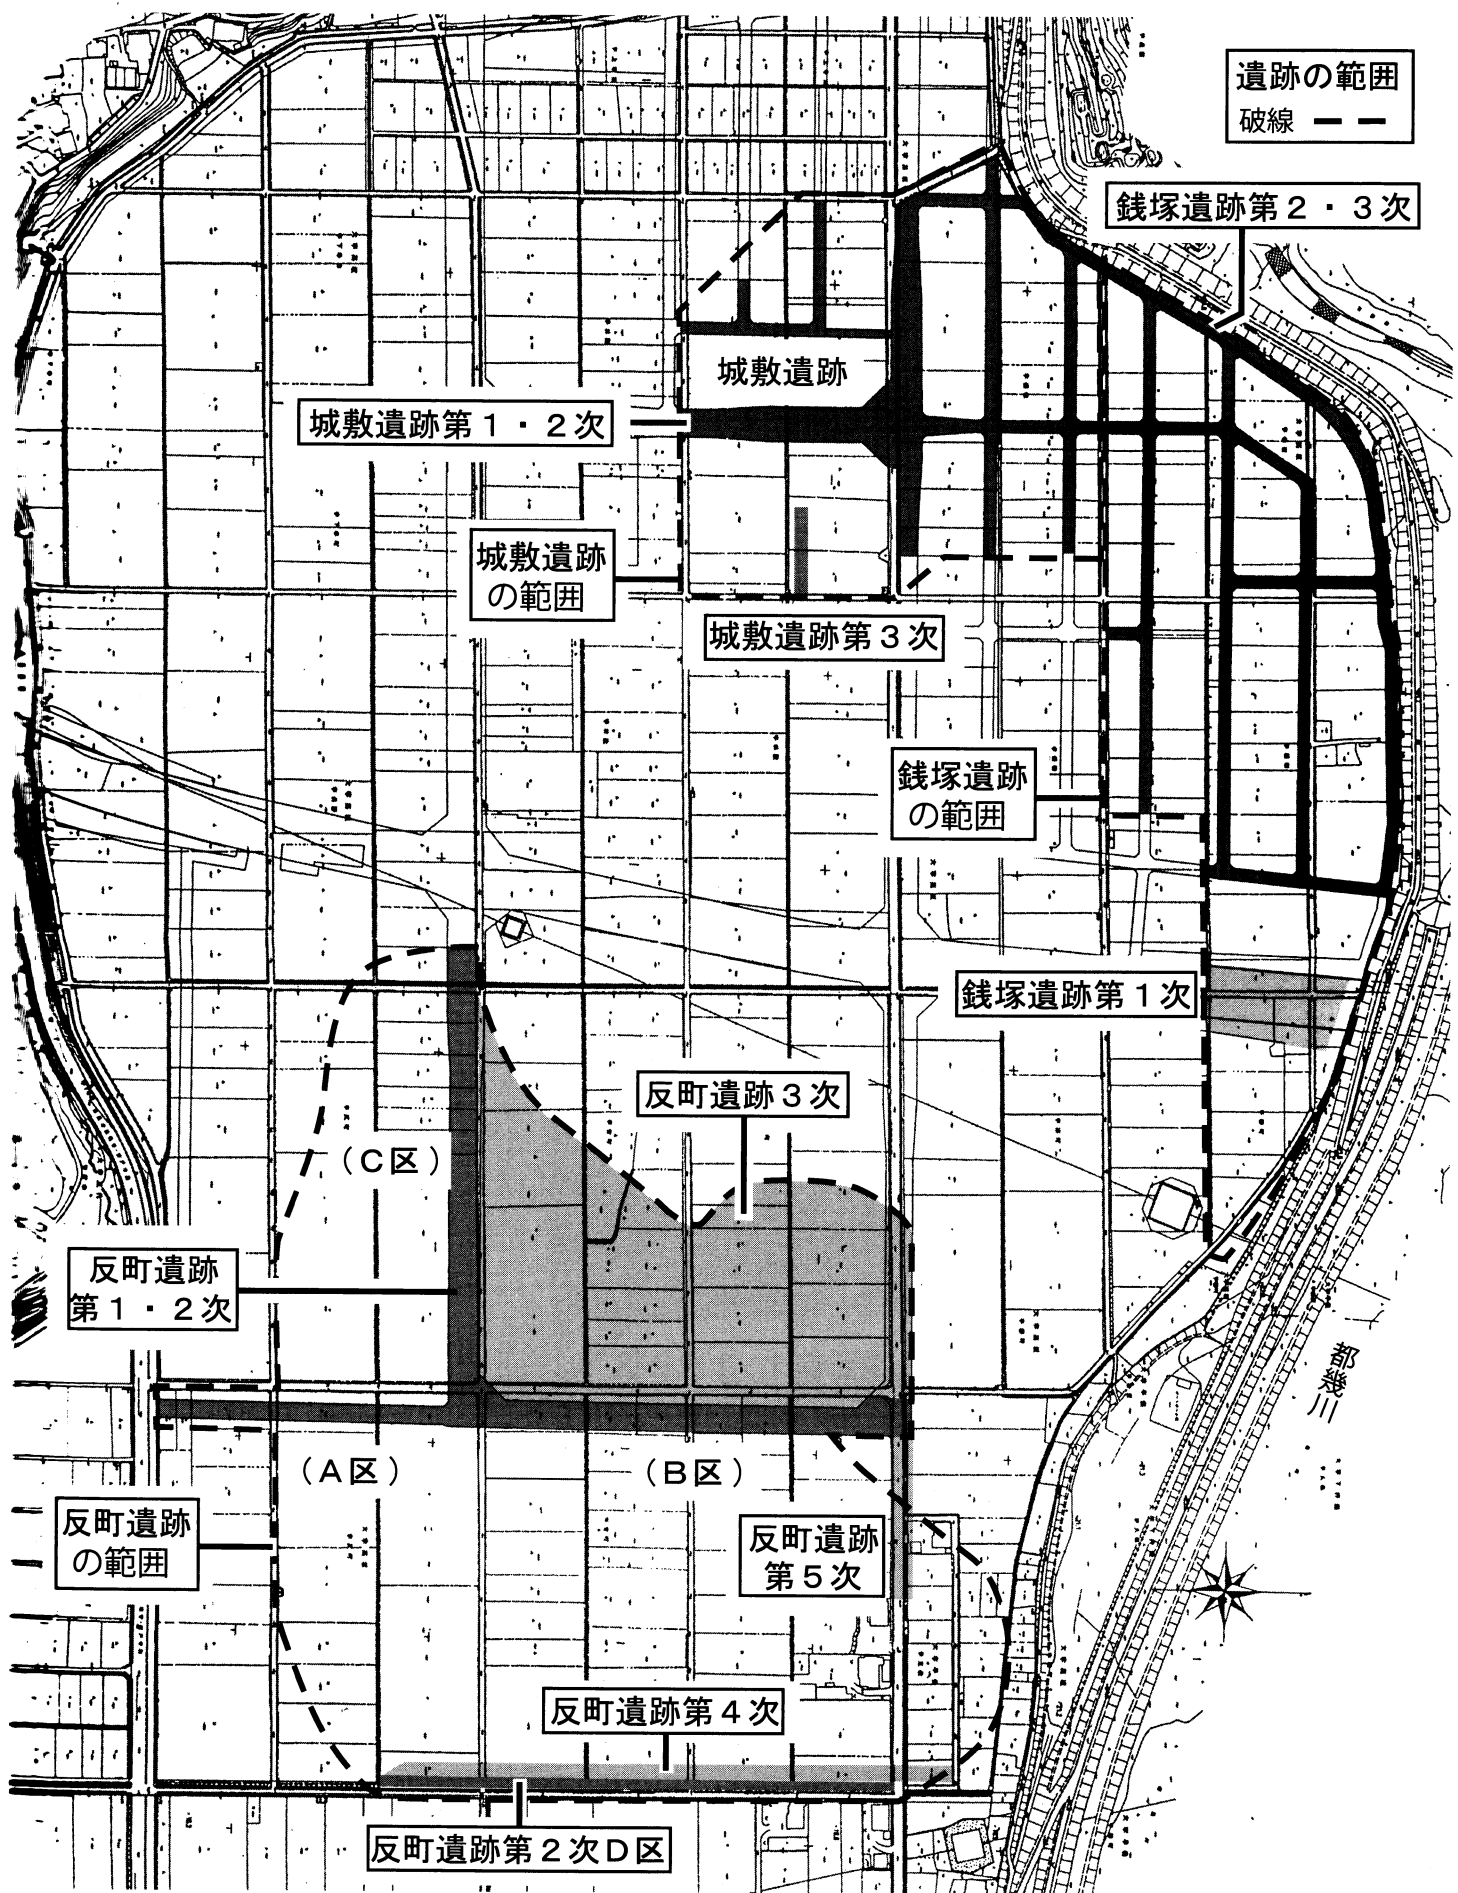 遺跡の範囲
破線
銭塚遺跡第2・3次
城敷遺跡
城敷遺跡第1・2次
城敷遺跡
の範囲
城敷遺跡第3次
銭塚遺跡
の範囲
銭塚遺跡第1次
反町遺跡3次
(C区)
反町遺跡
第1・2次
都幾川
(A区)
(B区)
反町遺跡
の範囲
反町遺跡
第5次
反町遺跡第4次
反町遺跡第2次D区